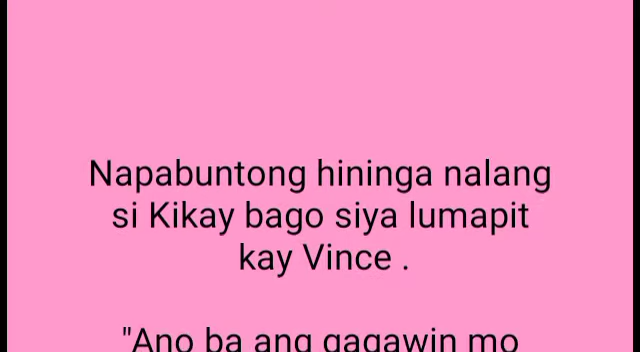 Napabuntong hininga nalang
si Kikay bago siya lumapit
kay Vince .
"Ano ba ang gagawin mo